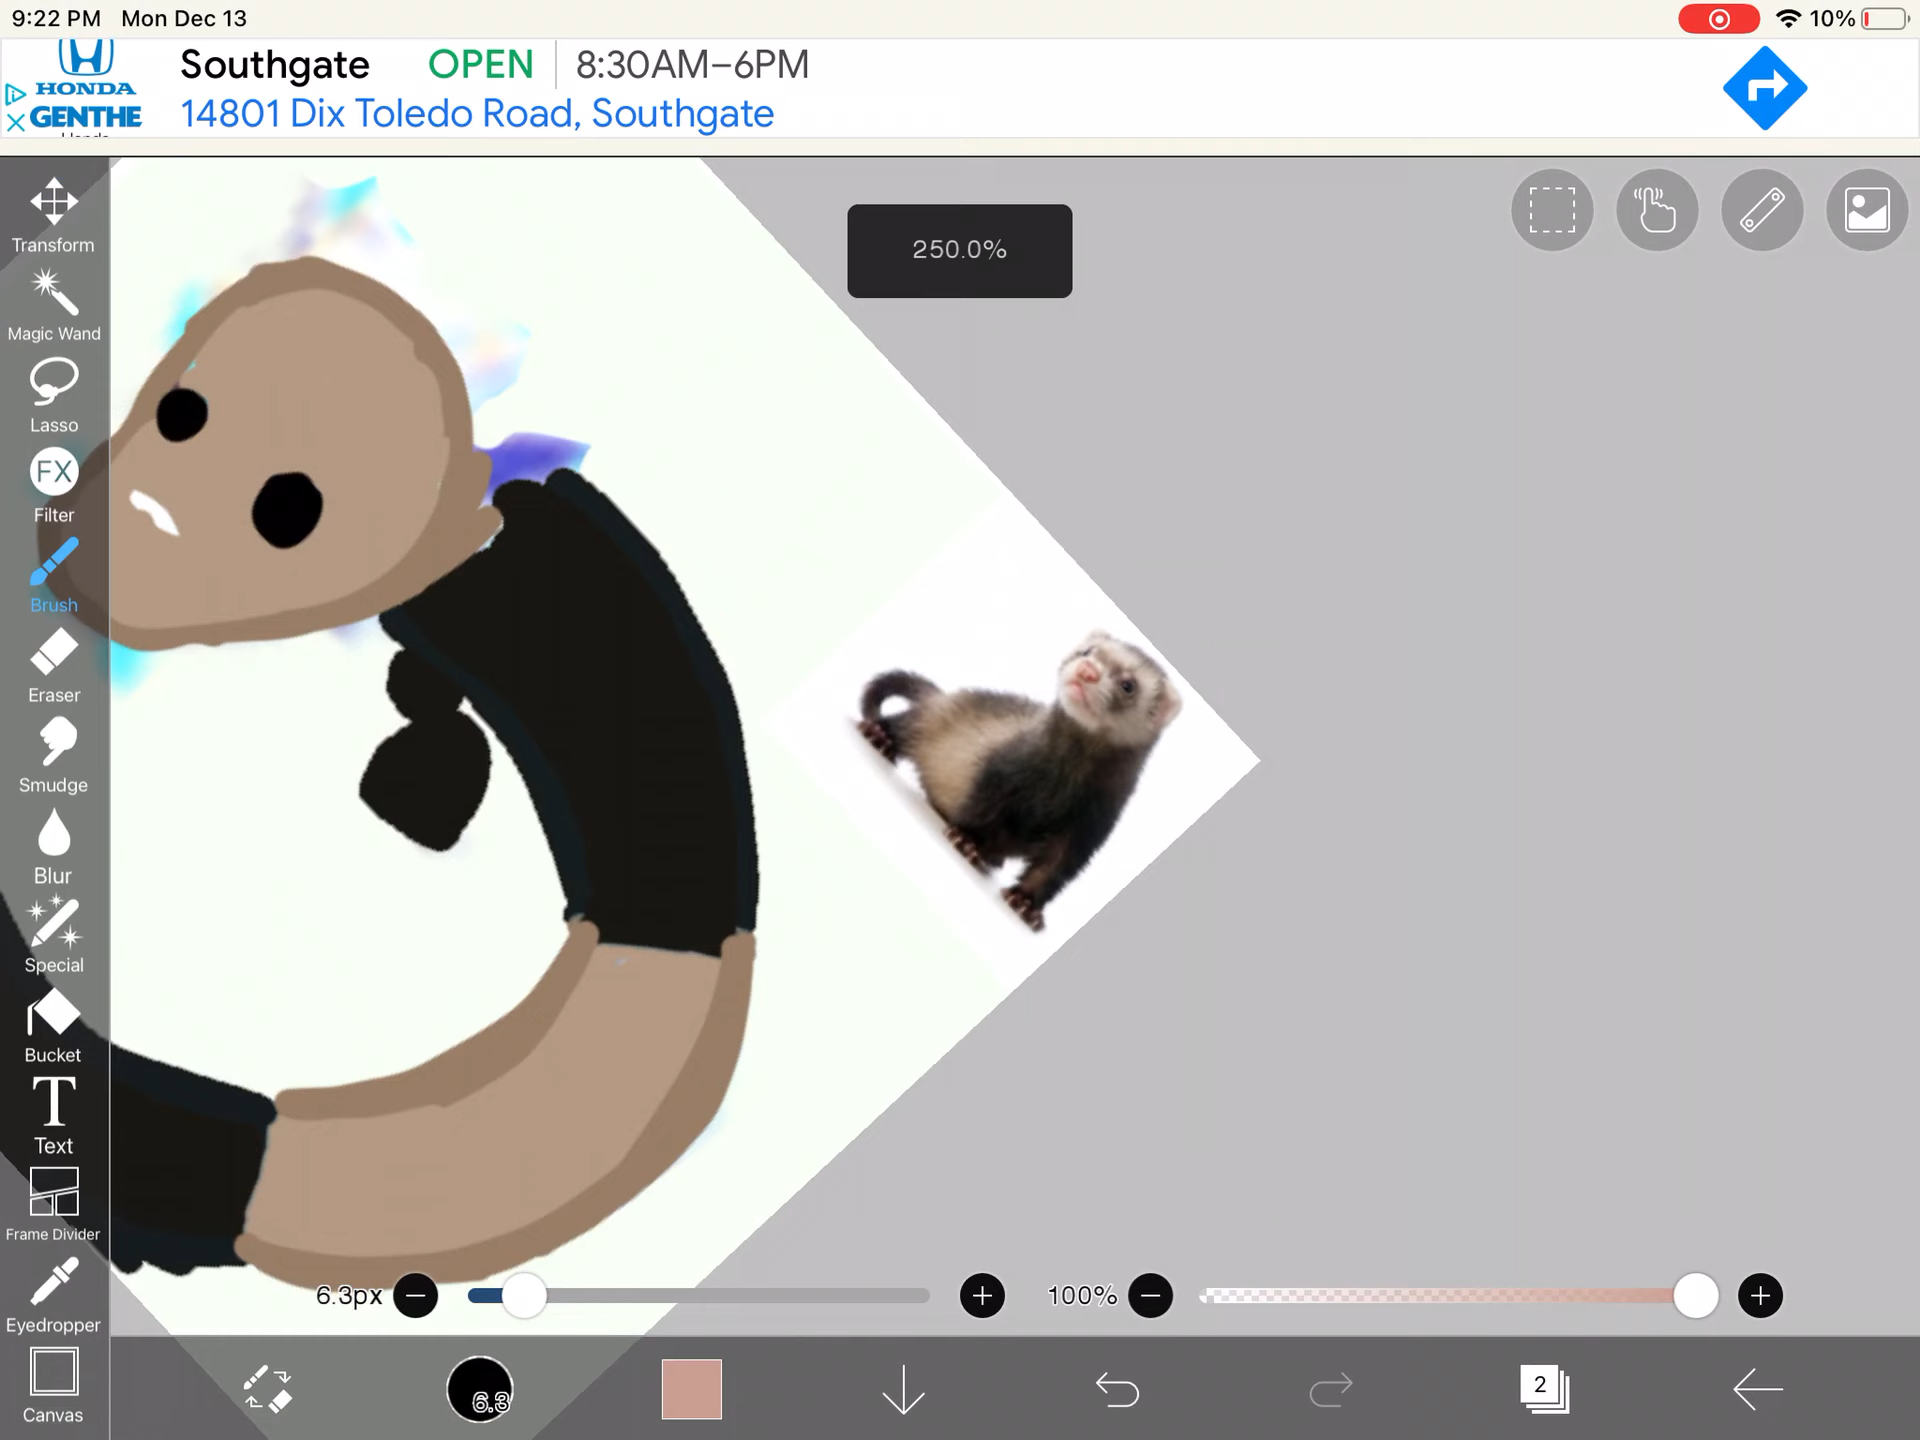 9:22 PM Mon Dec 13
10%
HONDA
GENTHE
Southgate OPEN 8:30AM–6PM
14801 Dix Toledo Road, Southgate
250.0%
Transform
Magic Wand
Lasso
FX
Filter
Brush
Eraser
Smudge
Blur
Special
Bucket
T
Text
Frame Divider
Eyedropper
Canvas
6.3px
100%
6.3
2